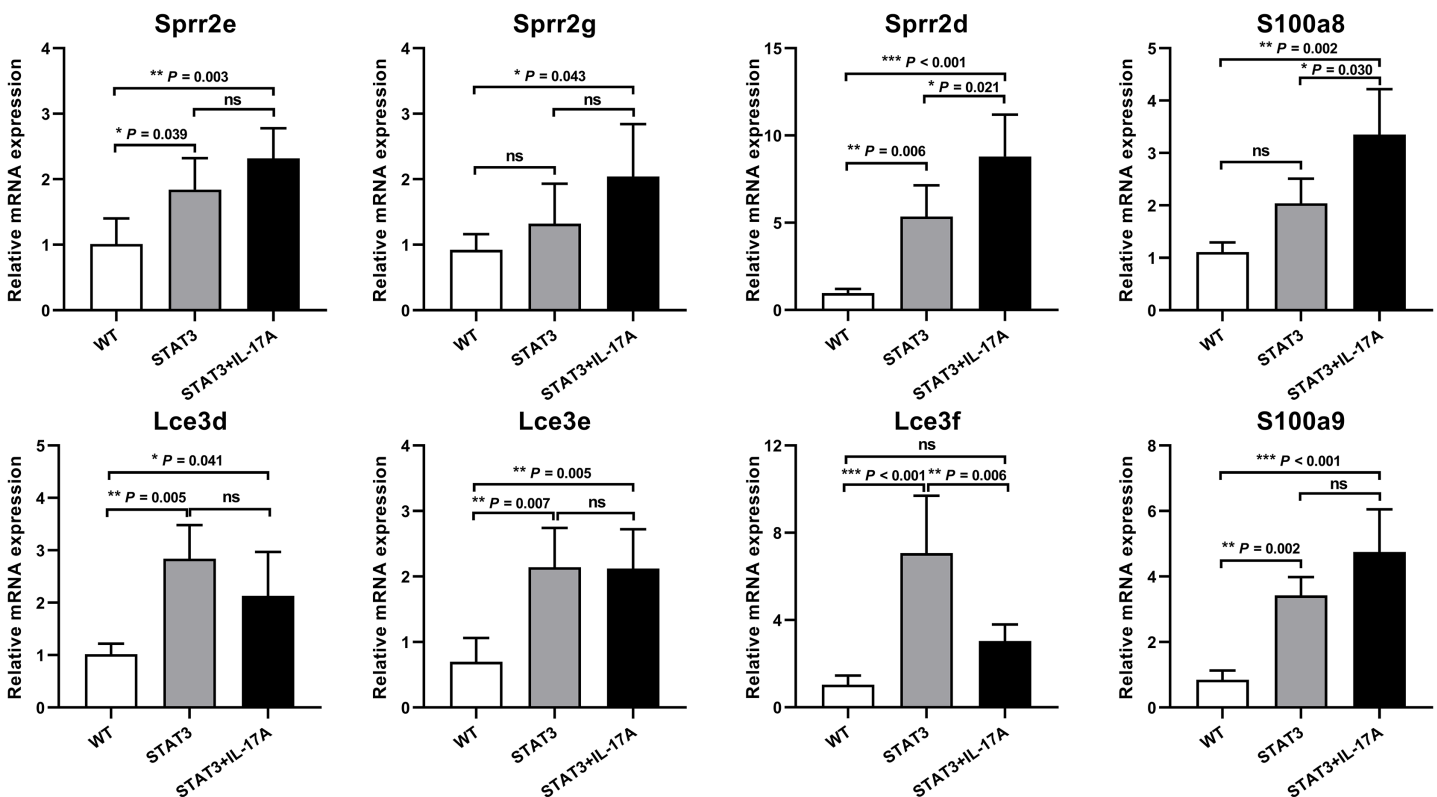 Sprr2e
Relative mRNA expression
4
3
2
1
0
** P = 0.003
ns
* P = 0.039
WT
STAT3
STAT3+IL-17A
Sprr2g
Relative mRNA expression
4
3
2
1
0
* P = 0.043
ns
ns
WT
STAT3
STAT3+IL-17A
Sprr2d
Relative mRNA expression
15
10
5
0
*** P < 0.001
* P = 0.021
** P = 0.006
WT
STAT3
STAT3+IL-17A
S100a8
Relative mRNA expression
5
4
3
2
1
0
** P = 0.002
* P = 0.030
ns
WT
STAT3
STAT3+IL-17A
Lce3d
Relative mRNA expression
5
4
3
2
1
0
* P = 0.041
** P = 0.005
ns
WT
STAT3
STAT3+IL-17A
Lce3e
Relative mRNA expression
4
3
2
1
0
** P = 0.005
** P = 0.007
ns
WT
STAT3
STAT3+IL-17A
Lce3f
Relative mRNA expression
12
8
4
0
ns
*** P < 0.001
** P = 0.006
WT
STAT3
STAT3+IL-17A
S100a9
Relative mRNA expression
8
6
4
2
0
*** P < 0.001
ns
** P = 0.002
WT
STAT3
STAT3+IL-17A